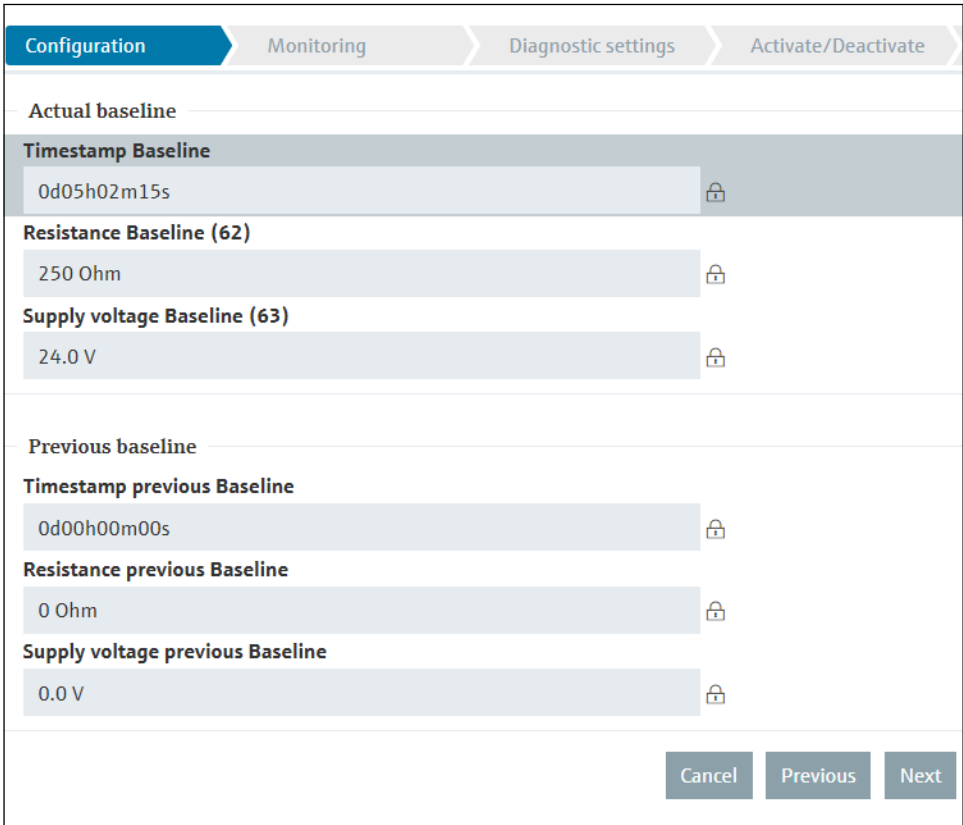 Configuration Monitoring Diagnostic settings Activate/Deactivate
Actual baseline
Timestamp Baseline
0d05h02m15s
Resistance Baseline (62)
250 Ohm
Supply voltage Baseline (63)
24.0 V
Previous baseline
Timestamp previous Baseline
0d00h00m00s
Resistance previous Baseline
0 Ohm
Supply voltage previous Baseline
0.0 V
Cancel Previous Next